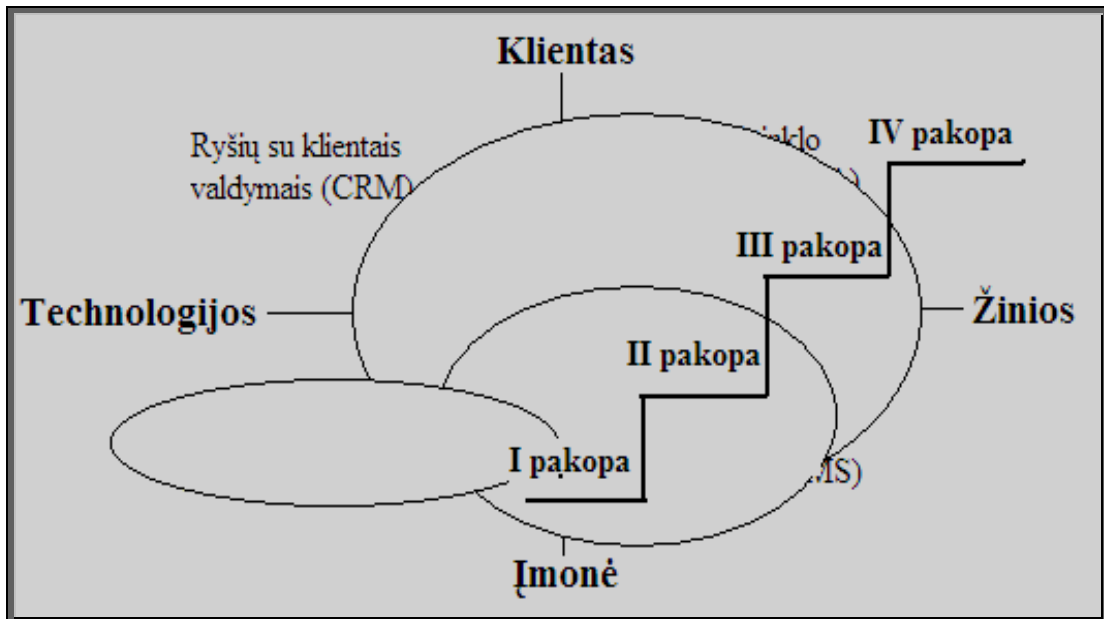 Klientas
Ryšių su klientais
valdymais (CRM)
IV pakopa
III pakopa
Technologijos
Žinios
II pakopa
I pakopa
Įmonė